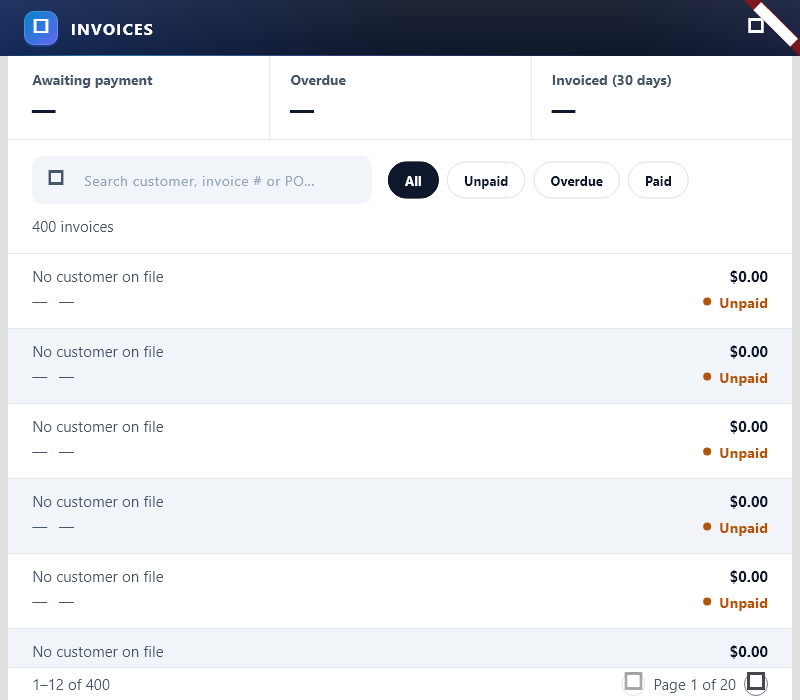 INVOICES
Awaiting payment
—
Overdue
—
Invoiced (30 days)
—
Search customer, invoice # or PO...
All
Unpaid
Overdue
Paid
400 invoices
No customer on file
$0.00
— —
Unpaid
No customer on file
$0.00
— —
Unpaid
No customer on file
$0.00
— —
Unpaid
No customer on file
$0.00
— —
Unpaid
No customer on file
$0.00
— —
Unpaid
No customer on file
$0.00
1–12 of 400
Page 1 of 20